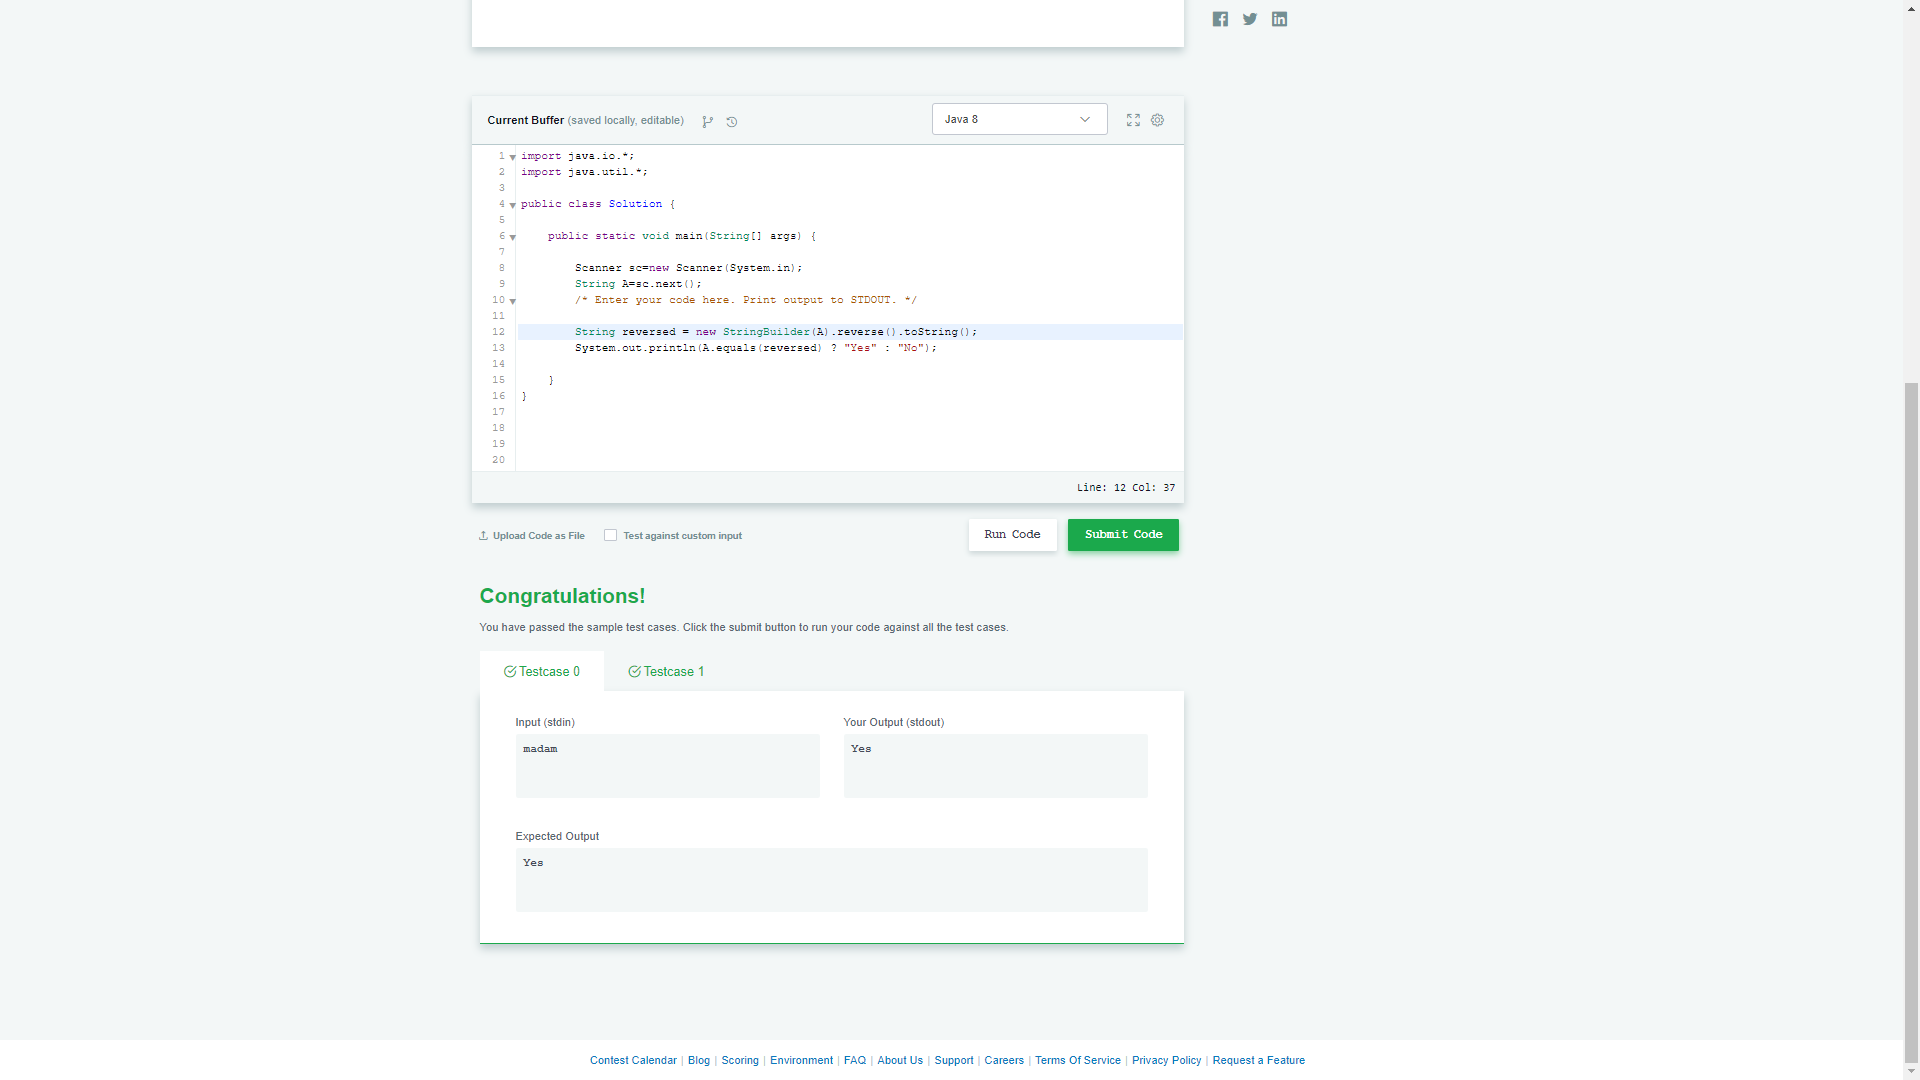 Current Buffer (saved locally, editable)
Java 8
1 import java.io.*;
2 import java.util.*;
3
4 public class Solution {
5
6 public static void main(String[] args) {
7
8 Scanner sc=new Scanner(System.in);
9 String A=sc.next();
10 /* Enter your code here. Print output to STDOUT. */
11
12 String reversed = new StringBuilder(A).reverse().toString();
13 System.out.println(A.equals(reversed) ? "Yes" : "No");
14
15 }
16 }
17
18
19
20
Line: 12 Col: 37
Upload Code as File
Test against custom input
Run Code
Submit Code
Congratulations!
You have passed the sample test cases. Click the submit button to run your code against all the test cases.
Testcase 0
Testcase 1
Input (stdin)
madam
Your Output (stdout)
Yes
Expected Output
Yes
Contest Calendar | Blog | Scoring | Environment | FAQ | About Us | Support | Careers | Terms Of Service | Privacy Policy | Request a Feature